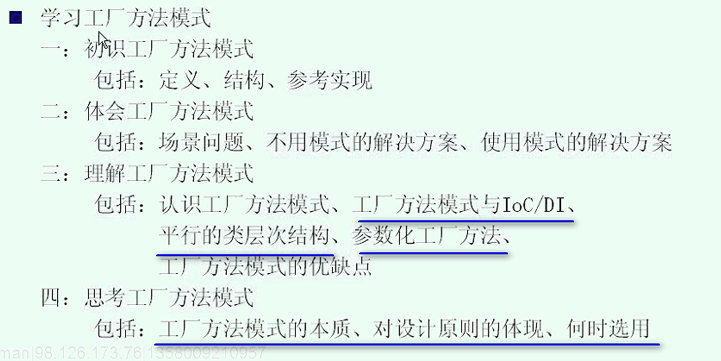 学习工厂方法模式
一：初识工厂方法模式
包括：定义、结构、参考实现
二：体会工厂方法模式
包括：场景问题、不用模式的解决方案、使用模式的解决方案
三：理解工厂方法模式
包括：认识工厂方法模式、工厂方法模式与IoC/DI、
平行的类层次结构、参数化工厂方法、
工厂方法模式的优缺点
四：思考工厂方法模式
包括：工厂方法模式的本质、对设计原则的体现、何时选用
man|98.126.173.76.1358009210957